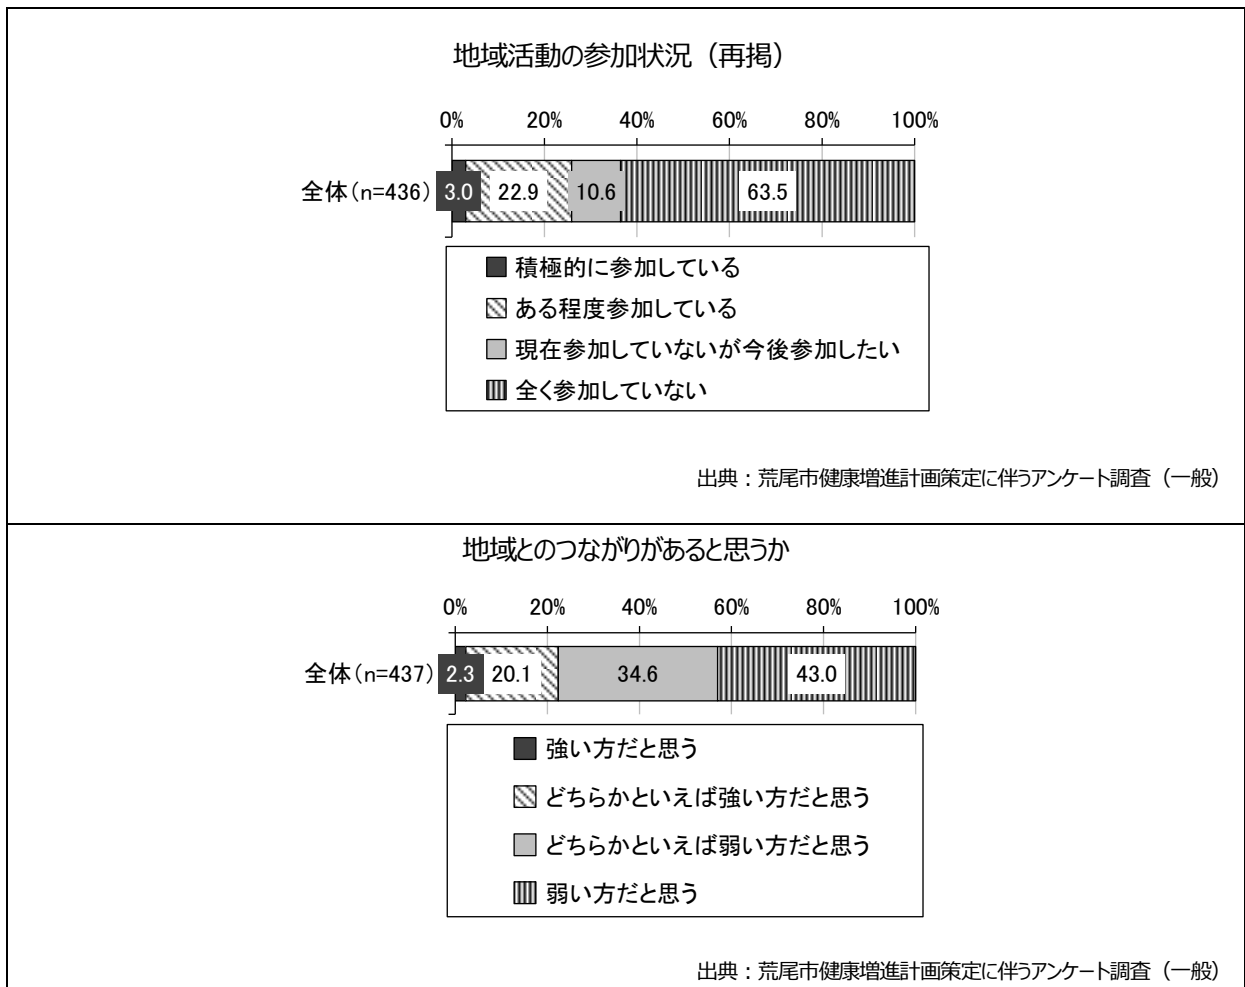 地域活動の参加状況（再掲）
0% 20% 40% 60% 80% 100%
全体（n=436） 3.0 22.9 10.6 63.5
積極的に参加している
ある程度参加している
現在参加していないが今後参加したい
全く参加していない
出典：荒尾市健康増進計画策定に伴うアンケート調査（一般）
地域とのつながりがあると思うか
0% 20% 40% 60% 80% 100%
全体（n=437） 2.3 20.1 34.6 43.0
強い方だと思う
どちらかといえば強い方だと思う
どちらかといえば弱い方だと思う
弱い方だと思う
出典：荒尾市健康増進計画策定に伴うアンケート調査（一般）